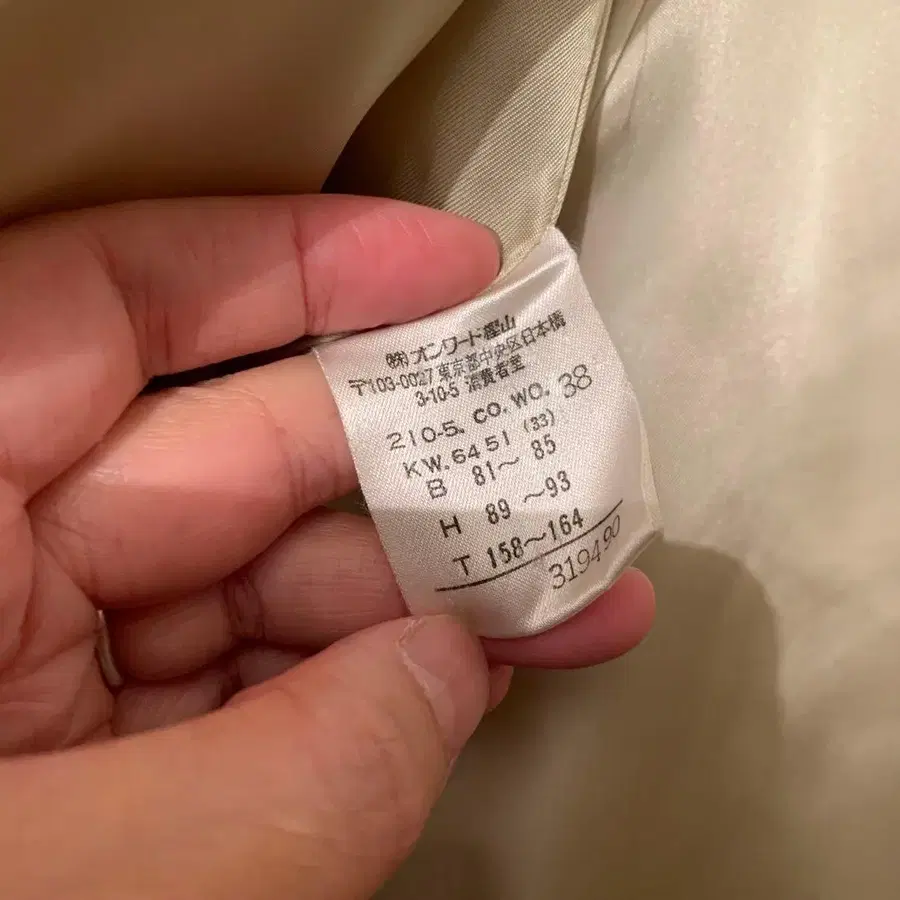 ㈱オンワード樫山
〒103-0027 東京都中央区日本橋
3-10-5 消費者室
210-5. CO. WO. 38
KW. 6451 (33)
B 81～ 85
H 89 ～93
T 158～164
319490